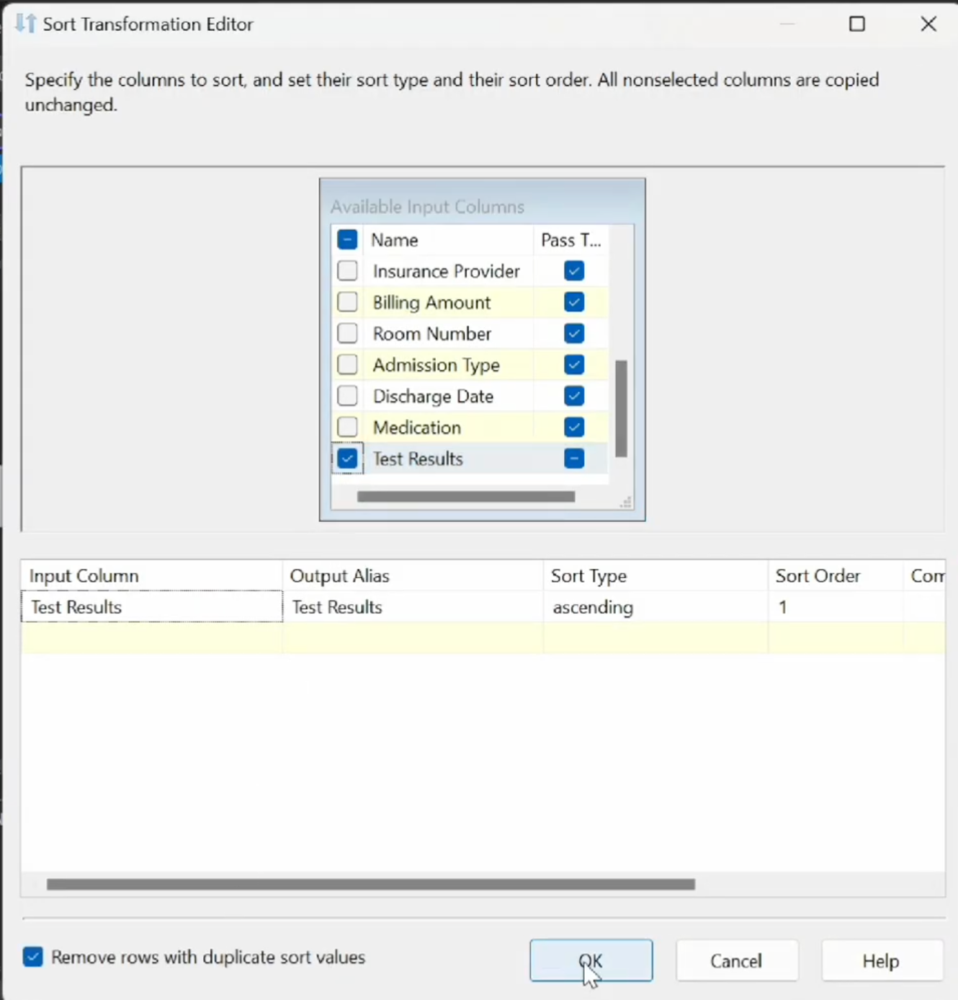 Sort Transformation Editor
Specify the columns to sort, and set their sort type and their sort order. All nonselected columns are copied
unchanged.
Available Input Columns
Name Pass T...
Insurance Provider
Billing Amount
Room Number
Admission Type
Discharge Date
Medication
Test Results
Input Column Output Alias Sort Type Sort Order Com
Test Results Test Results ascending 1
Remove rows with duplicate sort values OK Cancel Help